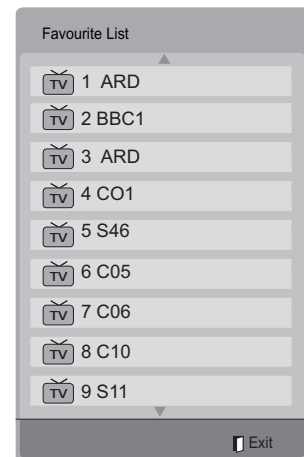 Favourite List
TV 1 ARD
TV 2 BBC1
TV 3 ARD
TV 4 CO1
TV 5 S46
TV 6 C05
TV 7 C06
TV 8 C10
TV 9 S11
Exit